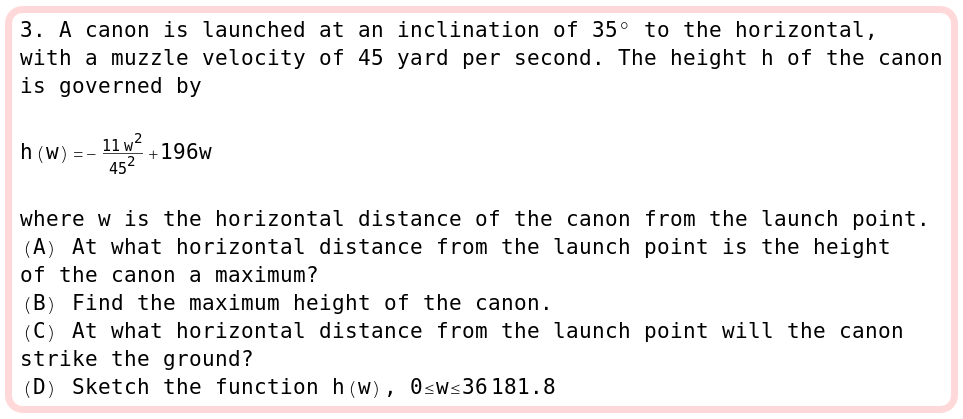 3. A canon is launched at an inclination of 35° to the horizontal,
with a muzzle velocity of 45 yard per second. The height h of the canon
is governed by
h(w)=-\frac{11w^2}{45^2}+196w
where w is the horizontal distance of the canon from the launch point.
(A) At what horizontal distance from the launch point is the height
of the canon a maximum?
(B) Find the maximum height of the canon.
(C) At what horizontal distance from the launch point will the canon
strike the ground?
(D) Sketch the function h(w), 0≤w≤36181.8